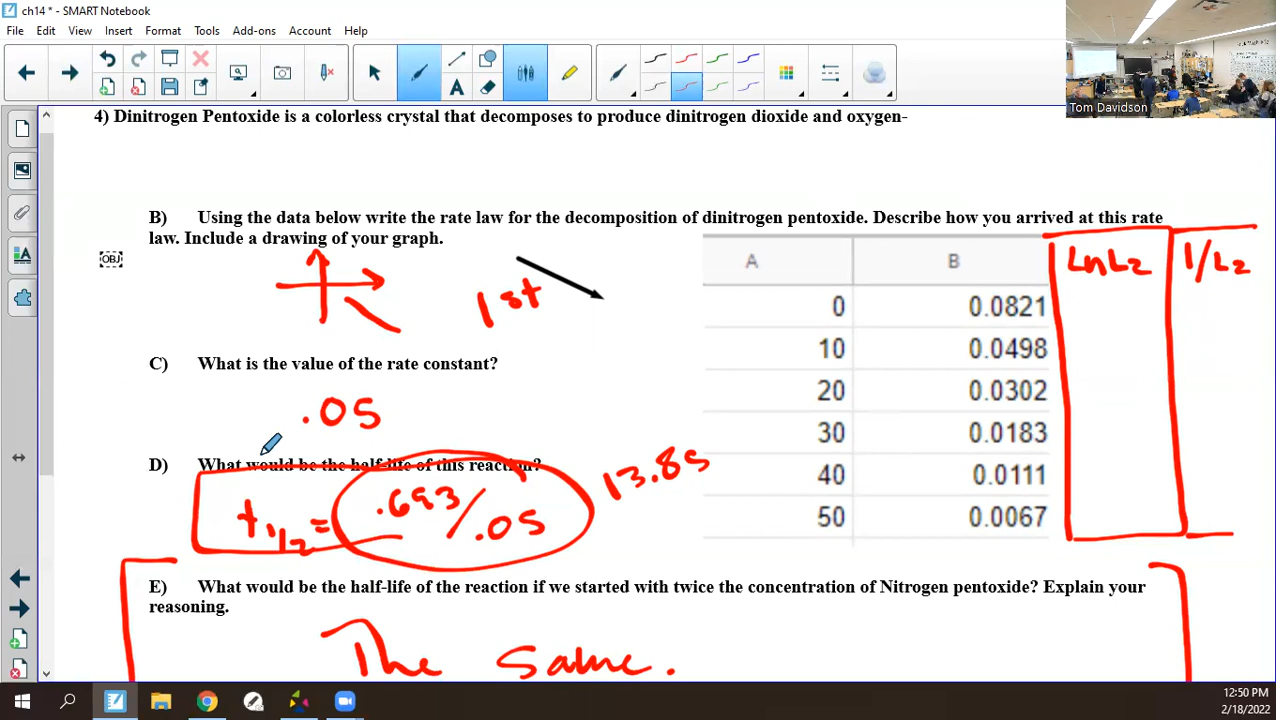 ch14 * - SMART Notebook
File Edit View Insert Format Tools Add-ons Account Help
Tom Davidson
4) Dinitrogen Pentoxide is a colorless crystal that decomposes to produce dinitrogen dioxide and oxygen-
B) Using the data below write the rate law for the decomposition of dinitrogen pentoxide. Describe how you arrived at this rate
law. Include a drawing of your graph.
OBJ
1st
A B LnL2 1/L2
0 0.0821
10 0.0498
20 0.0302
30 0.0183
40 0.0111
50 0.0067
C) What is the value of the rate constant?
.05
D) What would be the half-life of this reaction?
t1/2 = .693/.05 13.8s
E) What would be the half-life of the reaction if we started with twice the concentration of Nitrogen pentoxide? Explain your
reasoning.
The same.
12:50 PM
2/18/2022